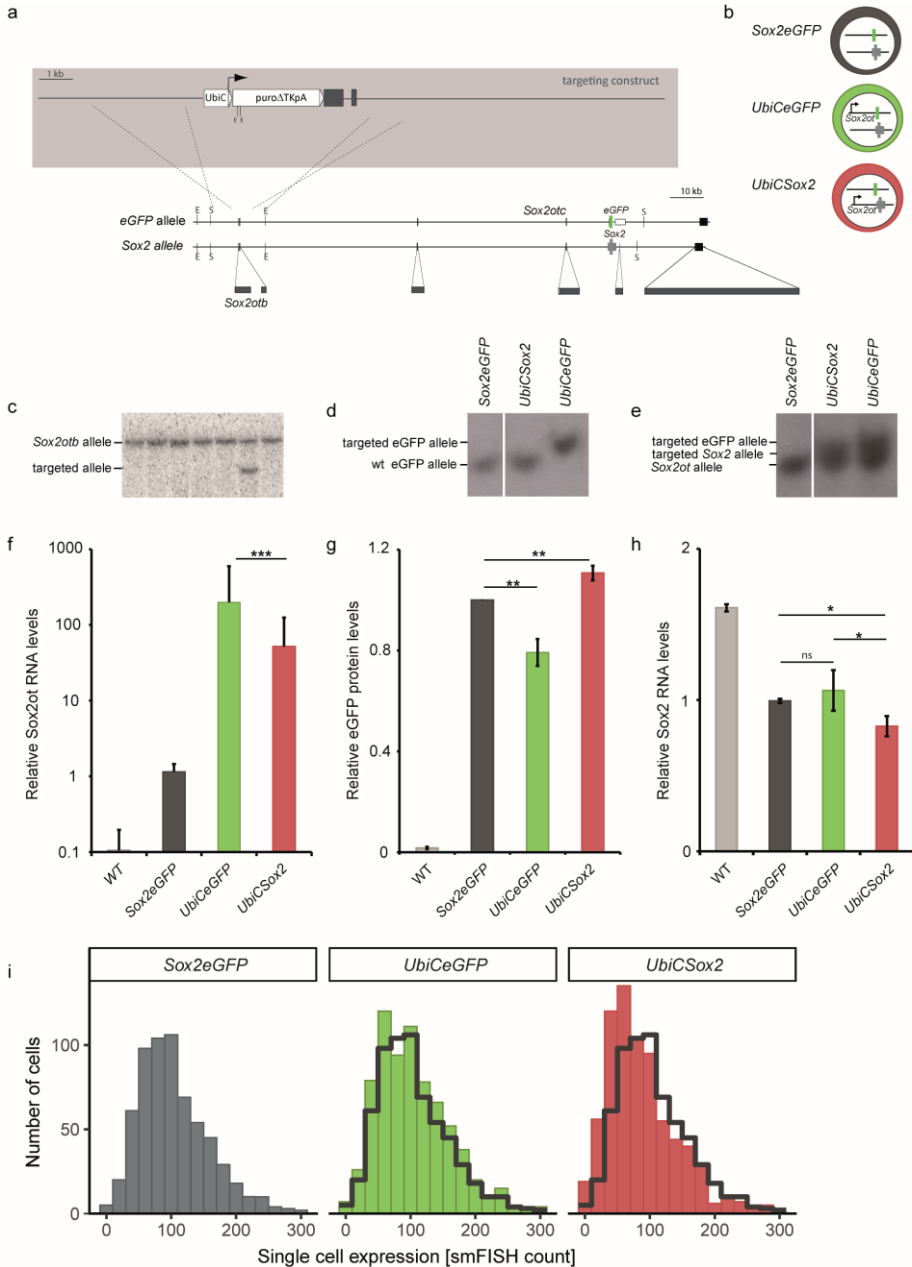 a
1 kb
targeting construct
UbiC
puroΔTKpA
E S
E
Sox2otc
eGFP
S
10 kb
eGFP allele
Sox2
Sox2 allele
E S
E
S
Sox2otb
b
Sox2eGFP
UbiCeGFP
Sox2ot
UbiCSox2
Sox2ot
c
Sox2otb allele
targeted allele
d
Sox2eGFP
UbiCSox2
UbiCeGFP
targeted eGFP allele
wt eGFP allele
e
Sox2eGFP
UbiCSox2
UbiCeGFP
targeted eGFP allele
targeted Sox2 allele
Sox2ot allele
f
Relative Sox2ot RNA levels
1000
100
10
1
0.1
***
WT
Sox2eGFP
UbiCeGFP
UbiCSox2
g
Relative eGFP protein levels
1.2
0.8
0.4
0
**
**
WT
Sox2eGFP
UbiCeGFP
UbiCSox2
h
Relative Sox2 RNA levels
2
1
0
*
*
ns
WT
Sox2eGFP
UbiCeGFP
UbiCSox2
i
Sox2eGFP
UbiCeGFP
UbiCSox2
Number of cells
100
50
0
0 100 200 300
0 100 200 300
0 100 200 300
Single cell expression [smFISH count]